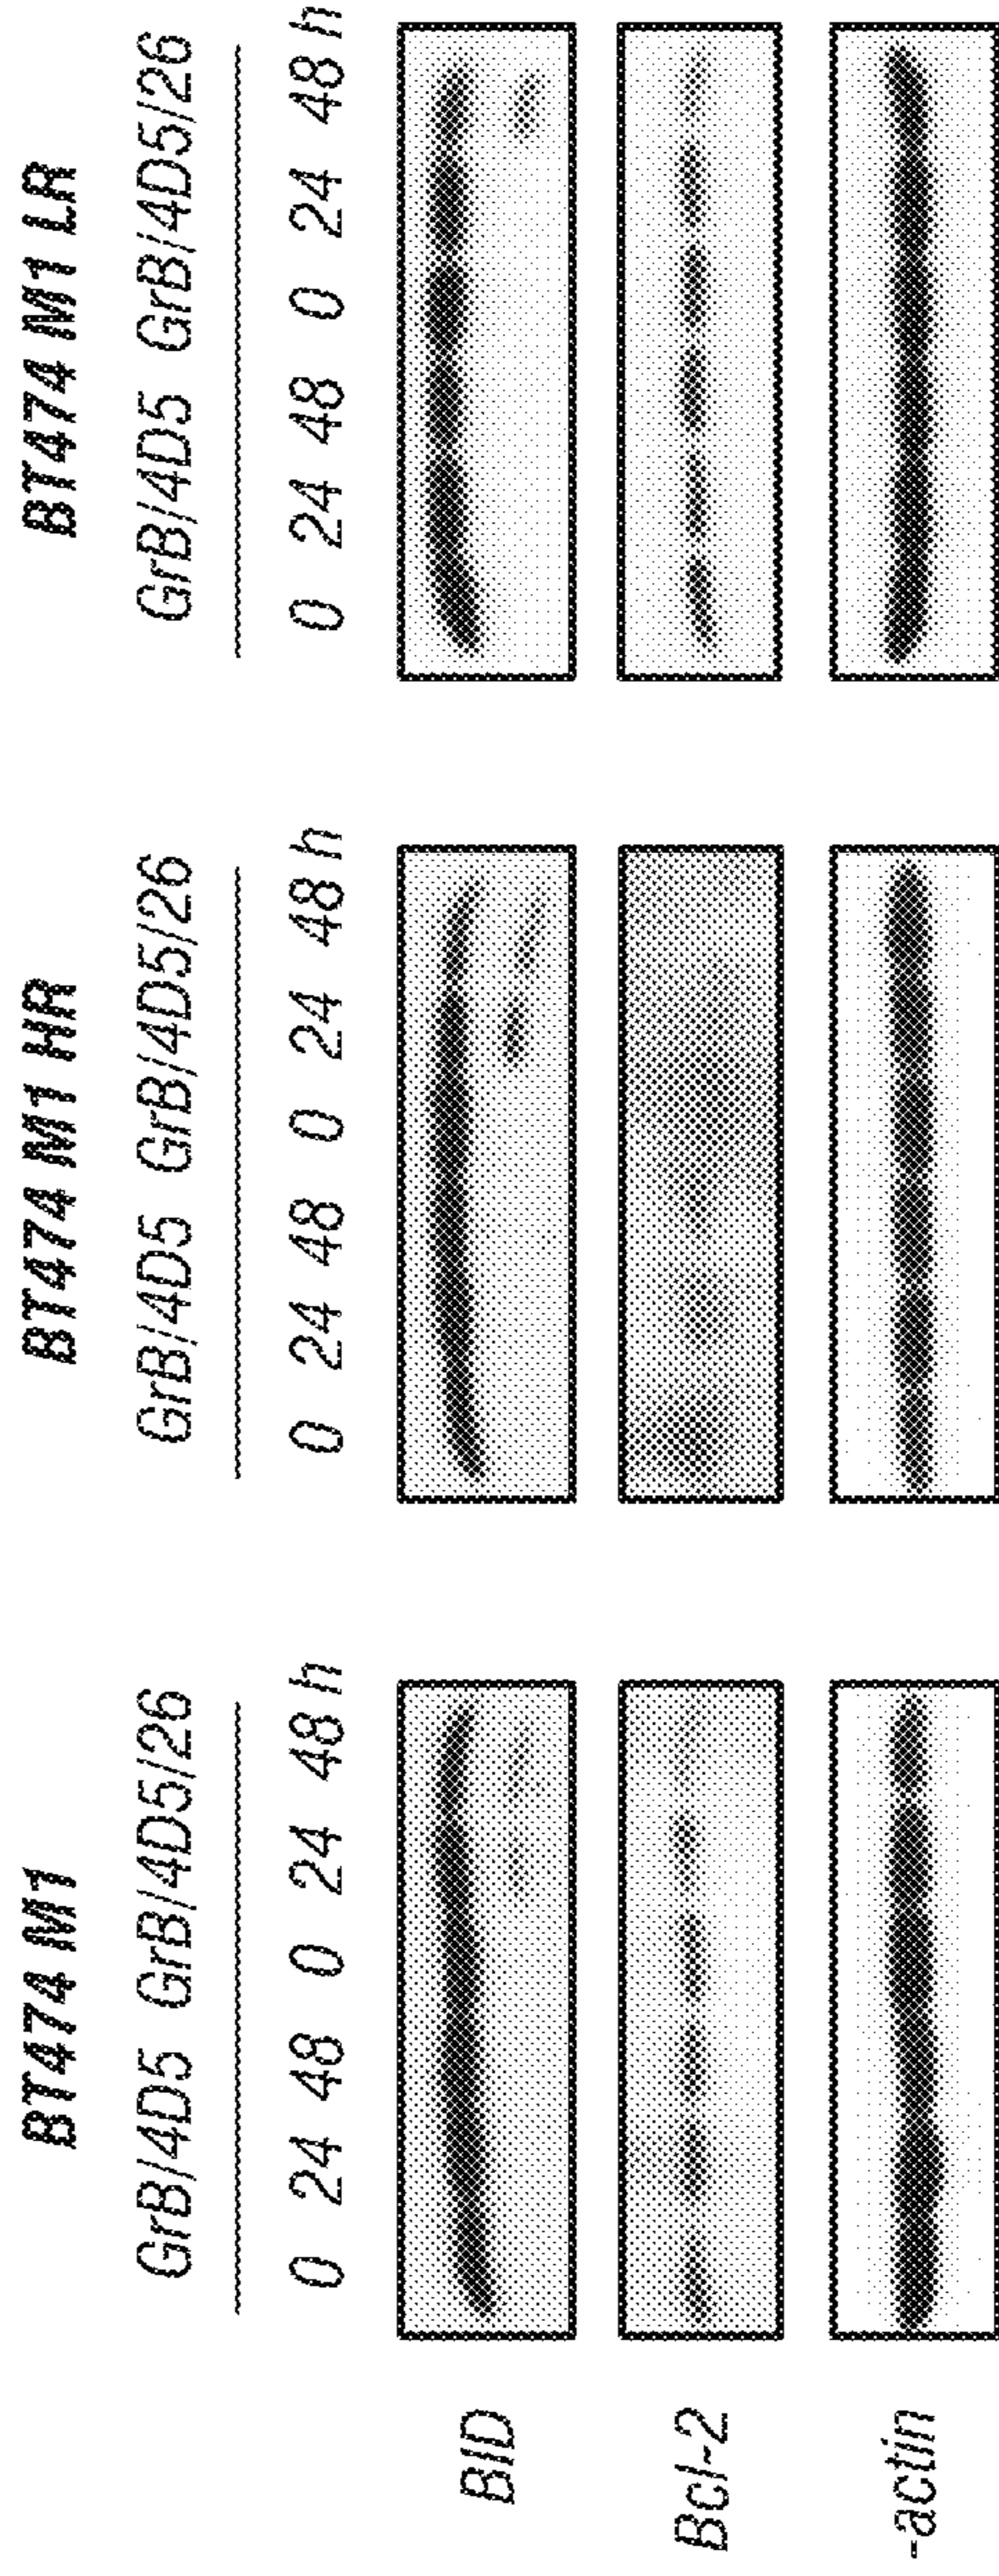 BT474 M1 BT474 M1 HR BT474 M1 LR
GrB/4D5 GrB/4D5/26 GrB/4D5 GrB/4D5/26 GrB/4D5 GrB/4D5/26
0 24 48 0 24 48 h 0 24 48 0 24 48 h 0 24 48 0 24 48 h
BID
Bcl-2
-actin